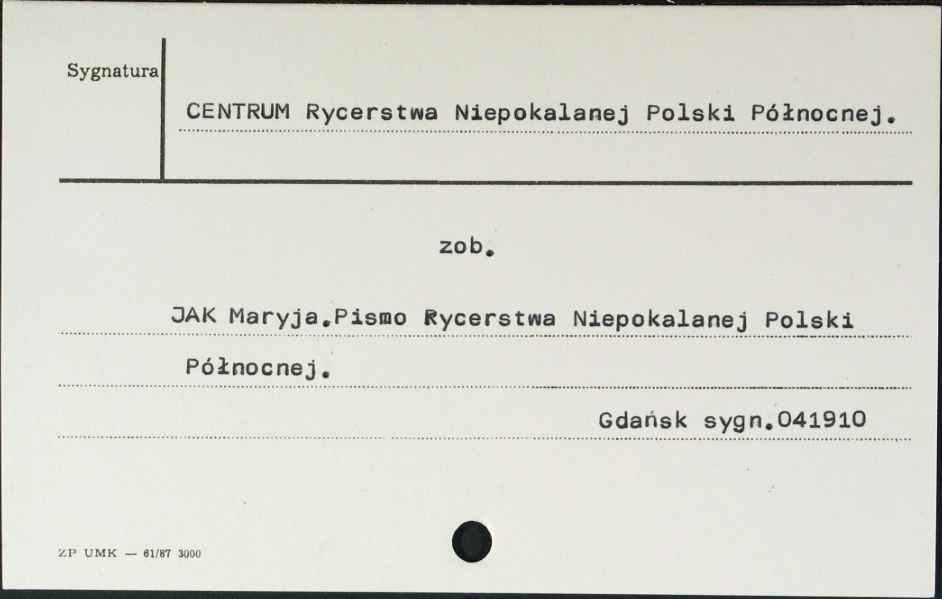 Sygnatura
CENTRUM Rycerstwa Niepokalanej Polski Północnej.
zob.
JAK Maryja.Pismo Rycerstwa Niepokalanej Polski
Północnej.
Gdańsk sygn.041910
ZP UMK — 61/87 3000